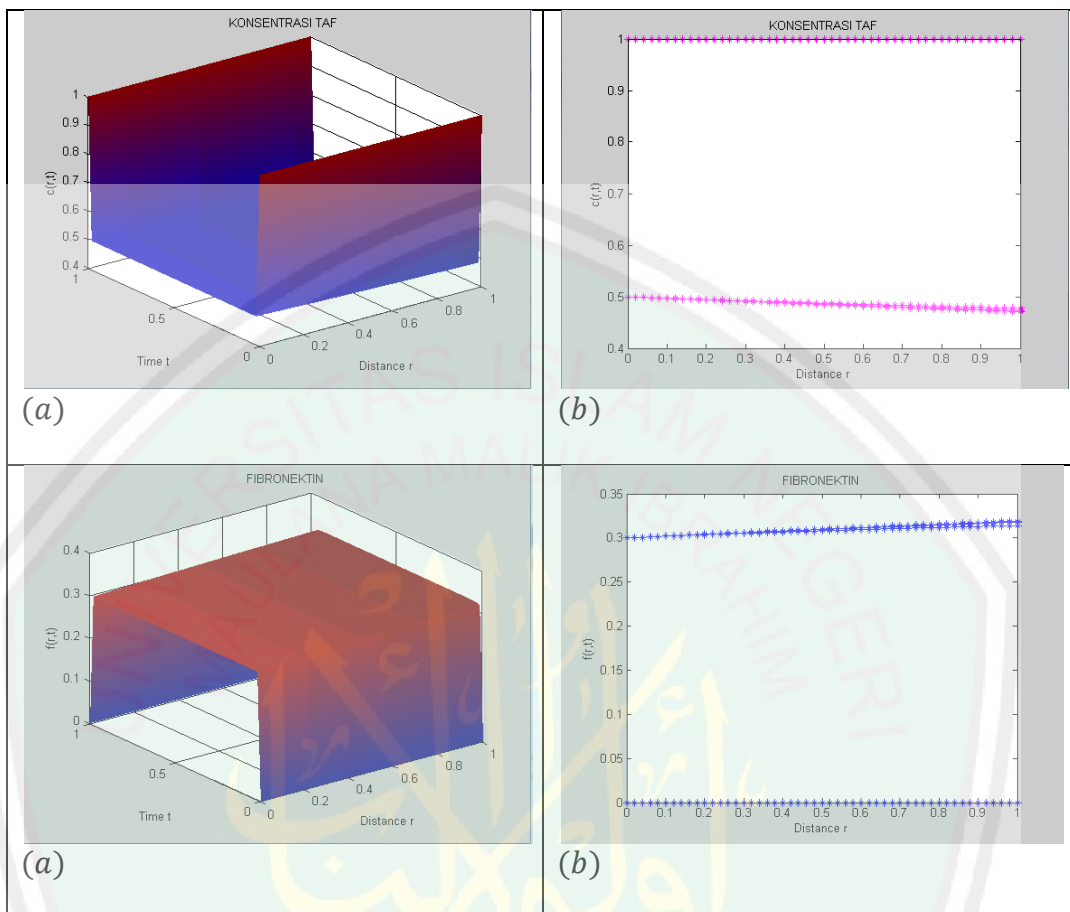 KONSENTRASI TAF
1
0.9
0.8
0.7
0.6
0.5
0.4
c(r,t)
1
0.5
0
Time t
0 0.2 0.4 0.6 0.8 1
Distance r
(a)
KONSENTRASI TAF
1
0.9
0.8
0.7
0.6
0.5
0.4
c(r,t)
0 0.1 0.2 0.3 0.4 0.5 0.6 0.7 0.8 0.9 1
Distance r
(b)
FIBRONEKTIN
0.4
0.3
0.2
0.1
0
f(r,t)
1
0.5
0
Time t
0 0.2 0.4 0.6 0.8 1
Distance r
(a)
FIBRONEKTIN
0.35
0.3
0.25
0.2
0.15
0.1
0.05
0
f(r,t)
0 0.1 0.2 0.3 0.4 0.5 0.6 0.7 0.8 0.9 1
Distance r
(b)
UNIVERSITAS ISLAM NEGERI
MAULANA MALIK IBRAHIM